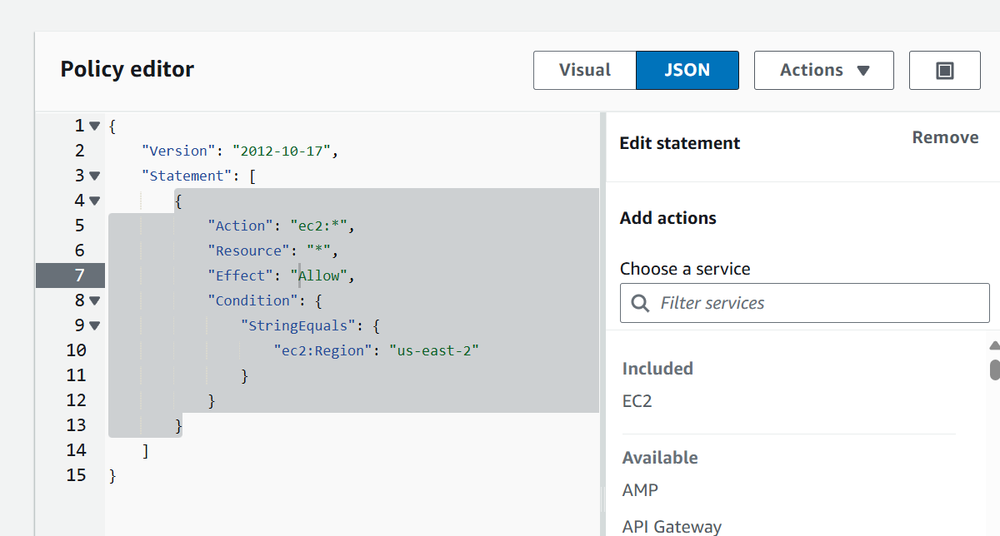 Policy editor
Visual
JSON
Actions
1 {
2 "Version": "2012-10-17",
3 "Statement": [
4 {
5 "Action": "ec2:*",
6 "Resource": "*",
7 "Effect": "Allow",
8 "Condition": {
9 "StringEquals": {
10 "ec2:Region": "us-east-2"
11 }
12 }
13 }
14 ]
15 }
Edit statement
Remove
Add actions
Choose a service
Filter services
Included
EC2
Available
AMP
API Gateway